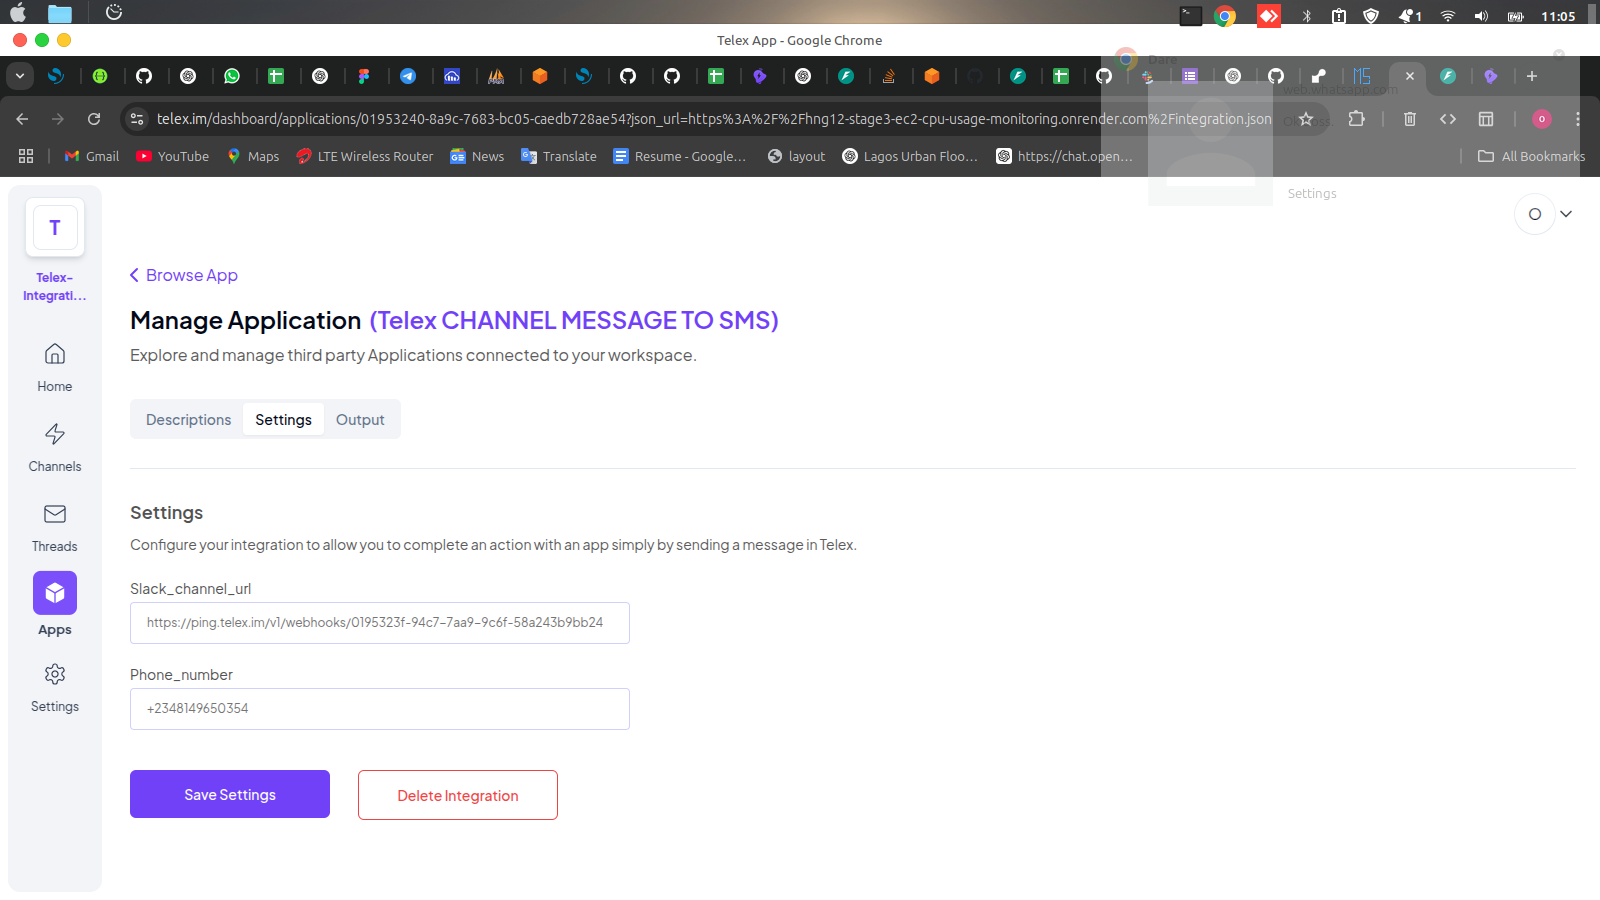 1
11:05
Telex App - Google Chrome
Dare
web.whatsapp.com
Settings
telex.im/dashboard/applications/01953240-8a9c-7683-bc05-caedb728ae54?json_url=https%3A%2F%2Fhng12-stage3-ec2-cpu-usage-monitoring.onrender.com%2Fintegration.json
O
Gmail
YouTube
Maps
LTE Wireless Router
News
Translate
Resume - Google...
layout
Lagos Urban Floo...
https://chat.open...
All Bookmarks
T
Telex-
Integrati...
Home
Channels
Threads
Apps
Settings
O
Browse App
Manage Application (Telex CHANNEL MESSAGE TO SMS)
Explore and manage third party Applications connected to your workspace.
Descriptions Settings Output
Settings
Configure your integration to allow you to complete an action with an app simply by sending a message in Telex.
Slack_channel_url
https://ping.telex.im/v1/webhooks/0195323f-94c7-7aa9-9c6f-58a243b9bb24
Phone_number
+2348149650354
Save Settings
Delete Integration